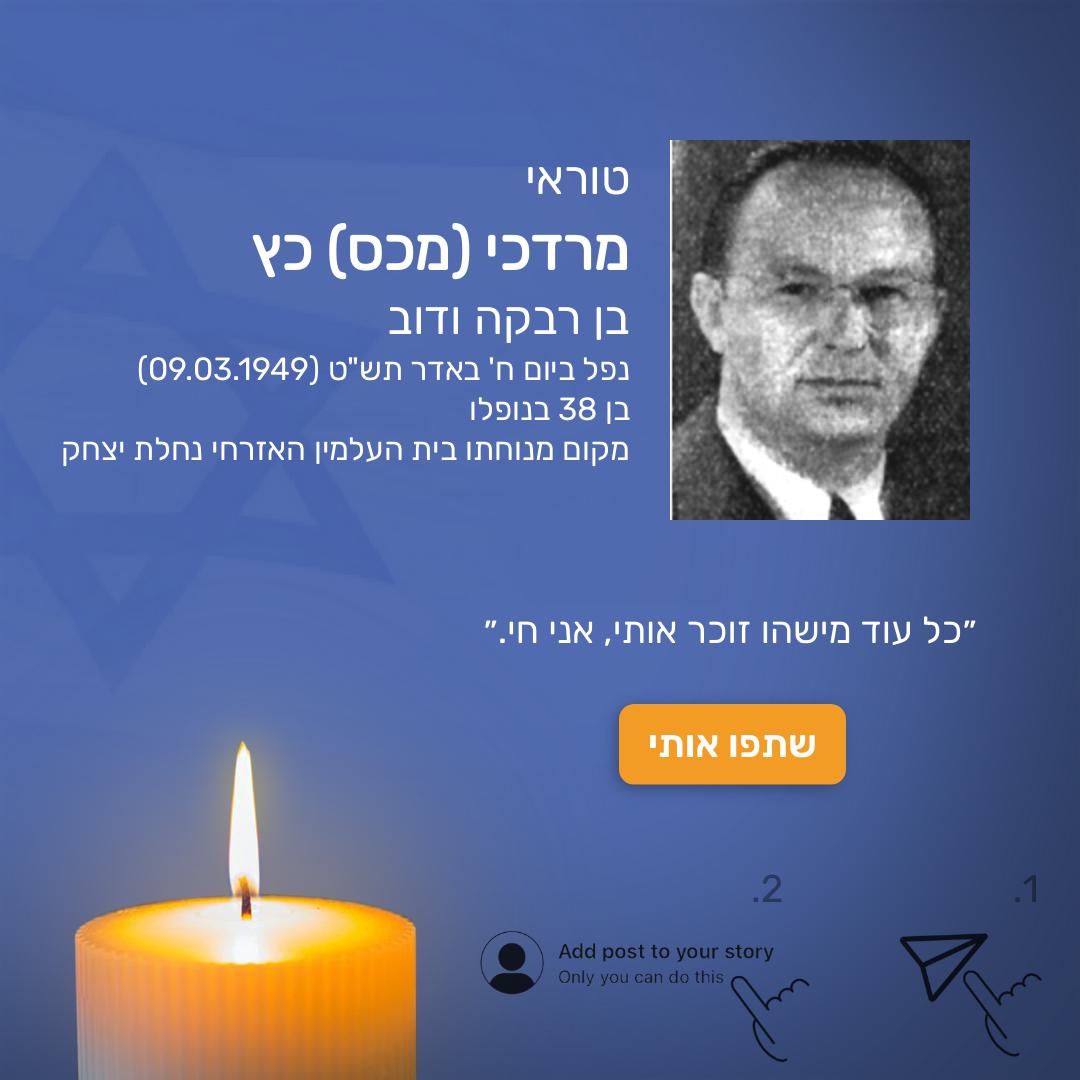 טוראי
מרדכי (מכס) כץ
בן רבקה ודוב
נפל ביום ח' באדר תש"ט (09.03.1949)
בן 38 בנופלו
מקום מנוחתו בית העלמין האזרחי נחלת יצחק
״כל עוד מישהו זוכר אותי, אני חי.״
שתפו אותי
1.
2.
Add post to your story
Only you can do this